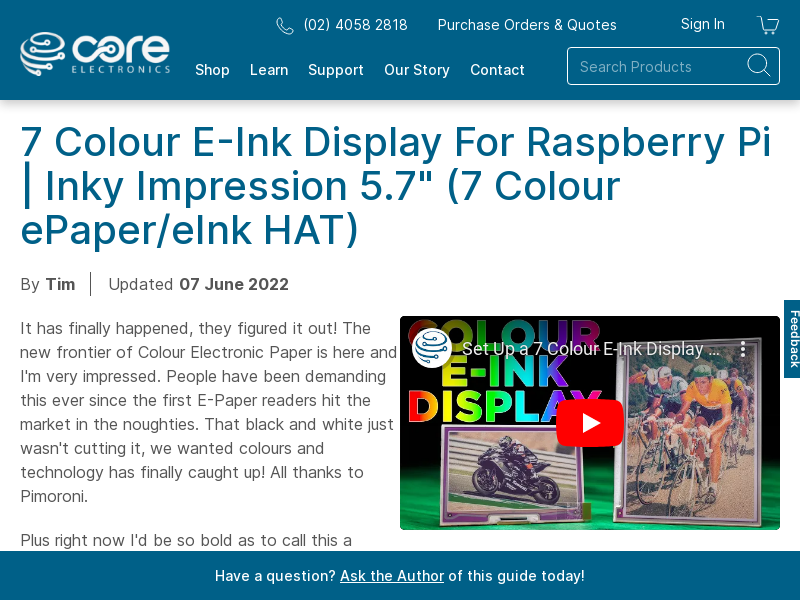 (02) 4058 2818
Purchase Orders & Quotes
Sign In
core
ELECTRONICS
Shop
Learn
Support
Our Story
Contact
Search Products
7 Colour E-Ink Display For Raspberry Pi
| Inky Impression 5.7" (7 Colour
ePaper/eInk HAT)
By Tim
Updated 07 June 2022
Feedback
It has finally happened, they figured it out! The
new frontier of Colour Electronic Paper is here and
I'm very impressed. People have been demanding
this ever since the first E-Paper readers hit the
market in the noughties. That black and white just
wasn't cutting it, we wanted colours and
technology has finally caught up! All thanks to
Pimoroni.
COLOUR
Set Up a 7 Colour E-Ink Display ...
E-INK
DISPLAY
Plus right now I'd be so bold as to call this a
Have a question? Ask the Author of this guide today!